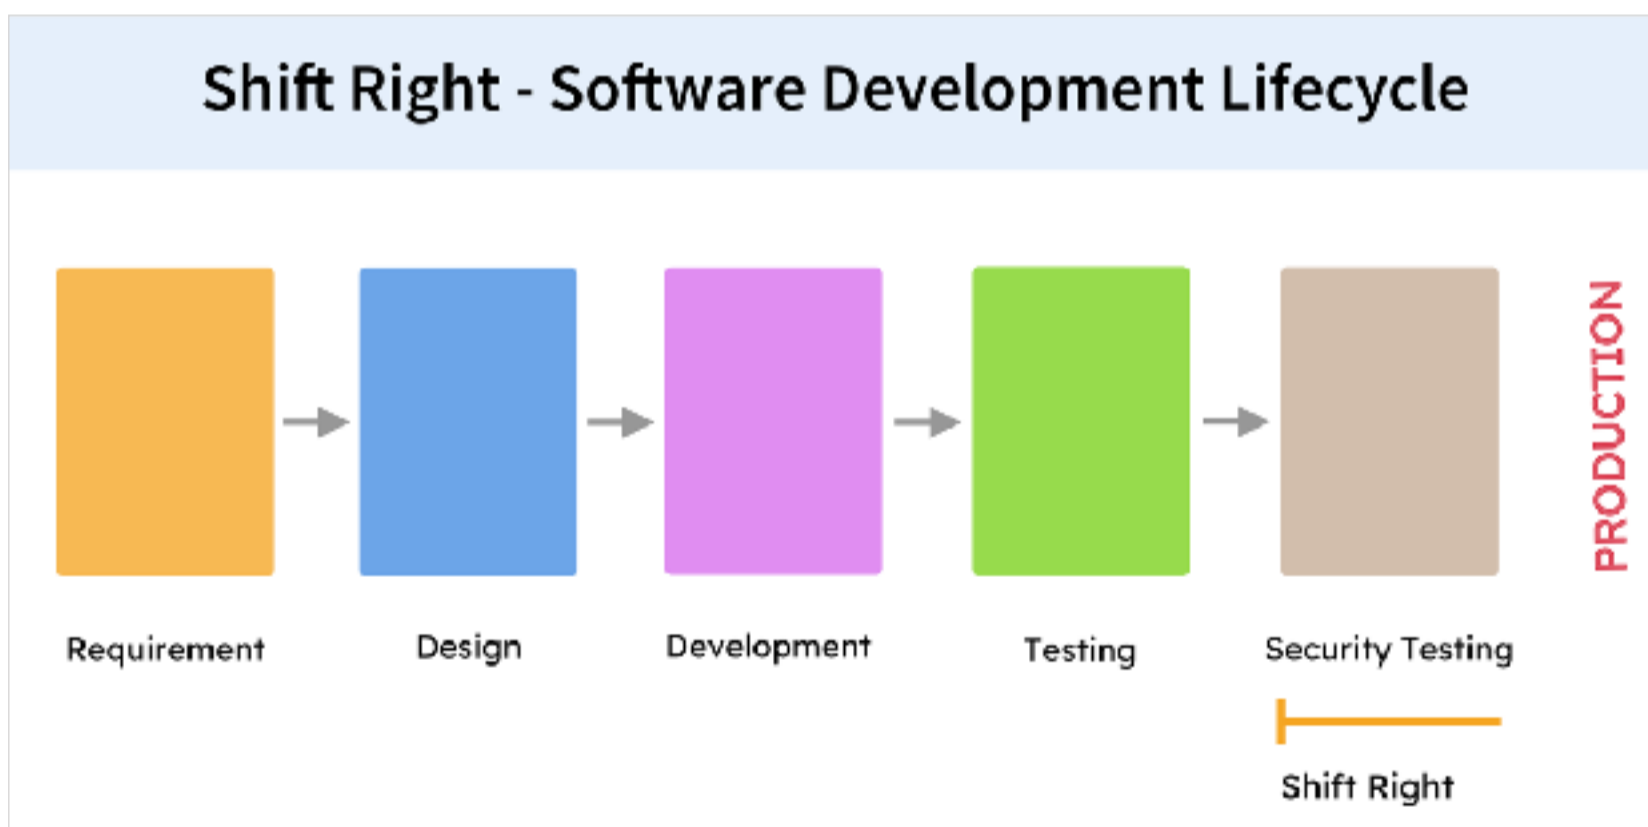 Shift Right - Software Development Lifecycle
PRODUCTION
Requirement
Design
Development
Testing
Security Testing
Shift Right